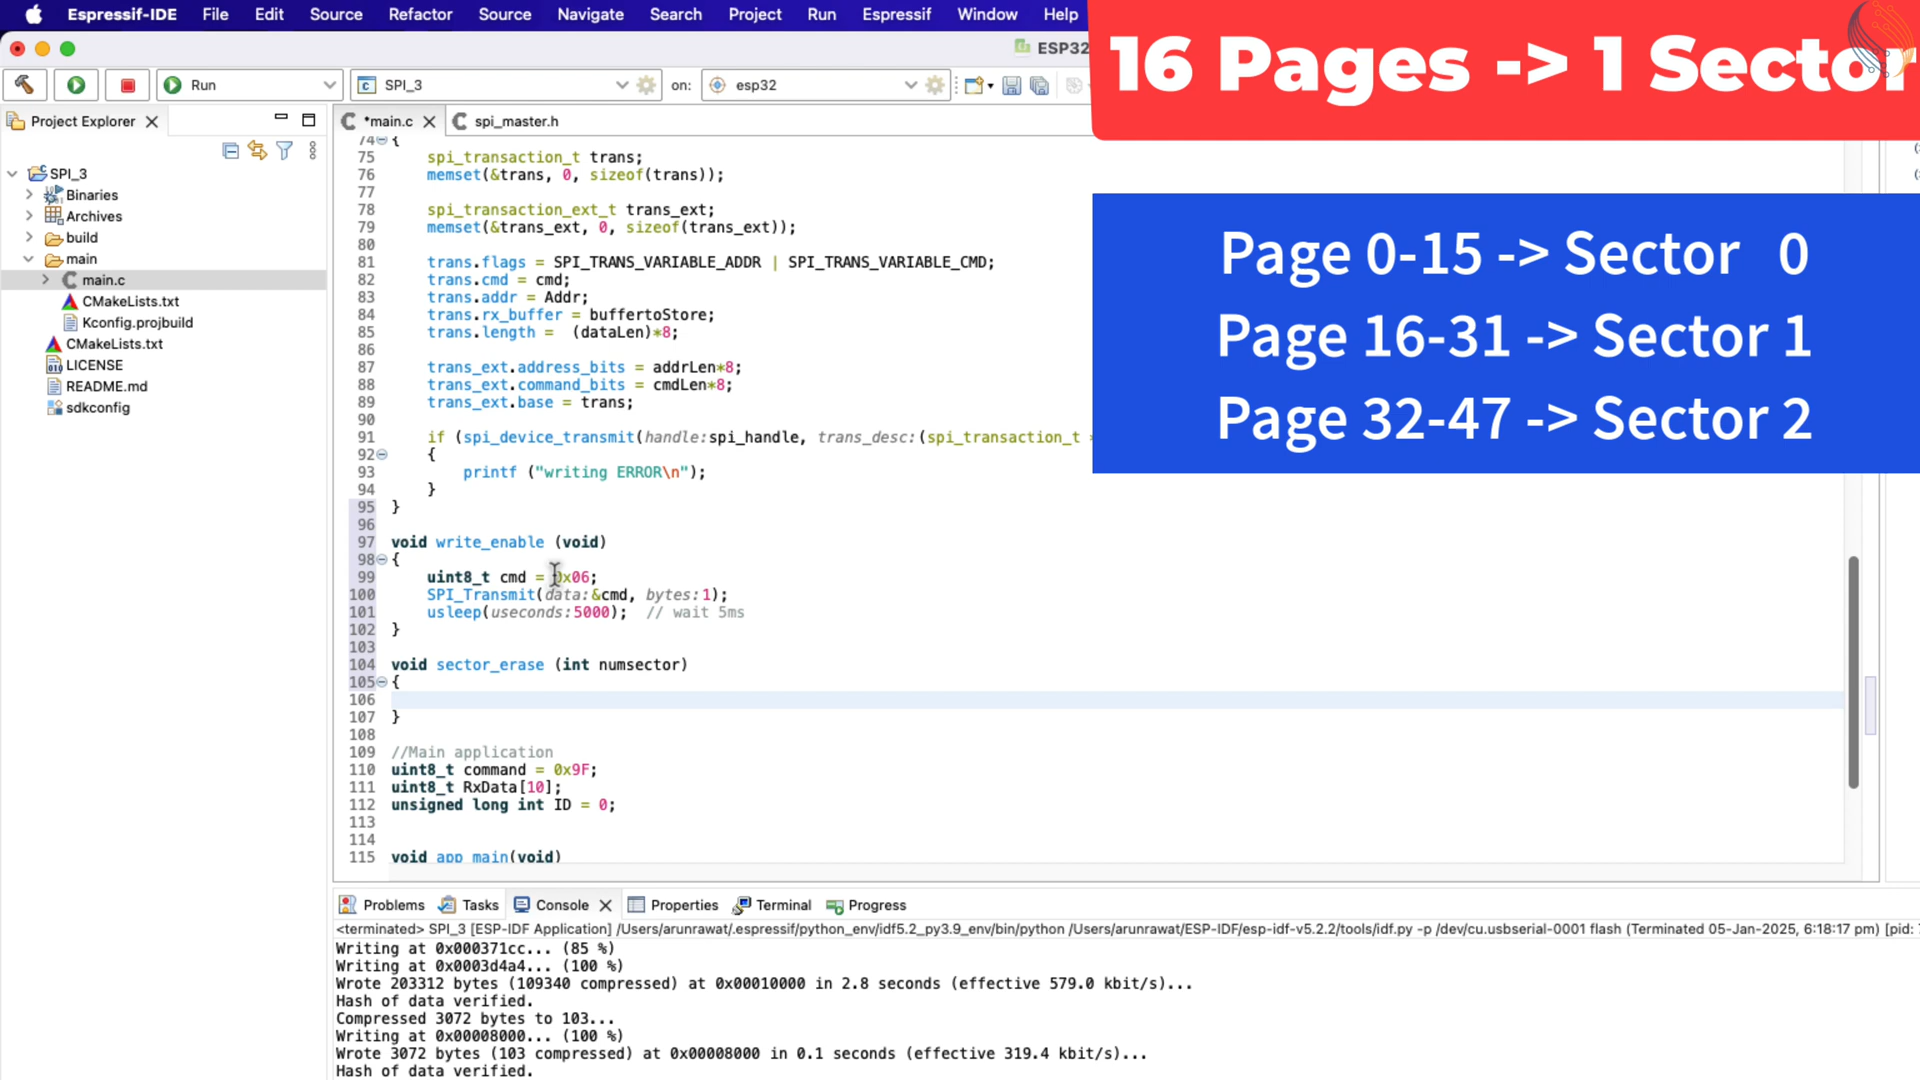 Espressif-IDE File Edit Source Refactor Source Navigate Search Project Run Espressif Window Help
16 Pages -> 1 Sector
ESP32
Run SPI_3 on: esp32
Project Explorer
*main.c spi_master.h
SPI_3
Binaries
Archives
build
main
main.c
CMakeLists.txt
Kconfig.projbuild
CMakeLists.txt
LICENSE
README.md
sdkconfig
Page 0-15 -> Sector 0
Page 16-31 -> Sector 1
Page 32-47 -> Sector 2
74 {
75 spi_transaction_t trans;
76 memset(&trans, 0, sizeof(trans));
77
78 spi_transaction_ext_t trans_ext;
79 memset(&trans_ext, 0, sizeof(trans_ext));
80
81 trans.flags = SPI_TRANS_VARIABLE_ADDR | SPI_TRANS_VARIABLE_CMD;
82 trans.cmd = cmd;
83 trans.addr = Addr;
84 trans.rx_buffer = buffertoStore;
85 trans.length = (dataLen)*8;
86
87 trans_ext.address_bits = addrLen*8;
88 trans_ext.command_bits = cmdLen*8;
89 trans_ext.base = trans;
90
91 if (spi_device_transmit(handle:spi_handle, trans_desc:(spi_transaction_t
92 {
93 printf ("writing ERROR\n");
94 }
95 }
96
97 void write_enable (void)
98 {
99 uint8_t cmd = 0x06;
100 SPI_Transmit(data:&cmd, bytes:1);
101 usleep(useconds:5000); // wait 5ms
102 }
103
104 void sector_erase (int numsector)
105 {
106
107 }
108
109 //Main application
110 uint8_t command = 0x9F;
111 uint8_t RxData[10];
112 unsigned long int ID = 0;
113
114
115 void app_main(void)
Problems Tasks Console Properties Terminal Progress
<terminated> SPI_3 [ESP-IDF Application] /Users/arunrawat/.espressif/python_env/idf5.2_py3.9_env/bin/python /Users/arunrawat/ESP-IDF/esp-idf-v5.2.2/tools/idf.py -p /dev/cu.usbserial-0001 flash (Terminated 05-Jan-2025, 6:18:17 pm) [pid:
Writing at 0x000371cc... (85 %)
Writing at 0x0003d4a4... (100 %)
Wrote 203312 bytes (109340 compressed) at 0x00010000 in 2.8 seconds (effective 579.0 kbit/s)...
Hash of data verified.
Compressed 3072 bytes to 103...
Writing at 0x00008000... (100 %)
Wrote 3072 bytes (103 compressed) at 0x00008000 in 0.1 seconds (effective 319.4 kbit/s)...
Hash of data verified.